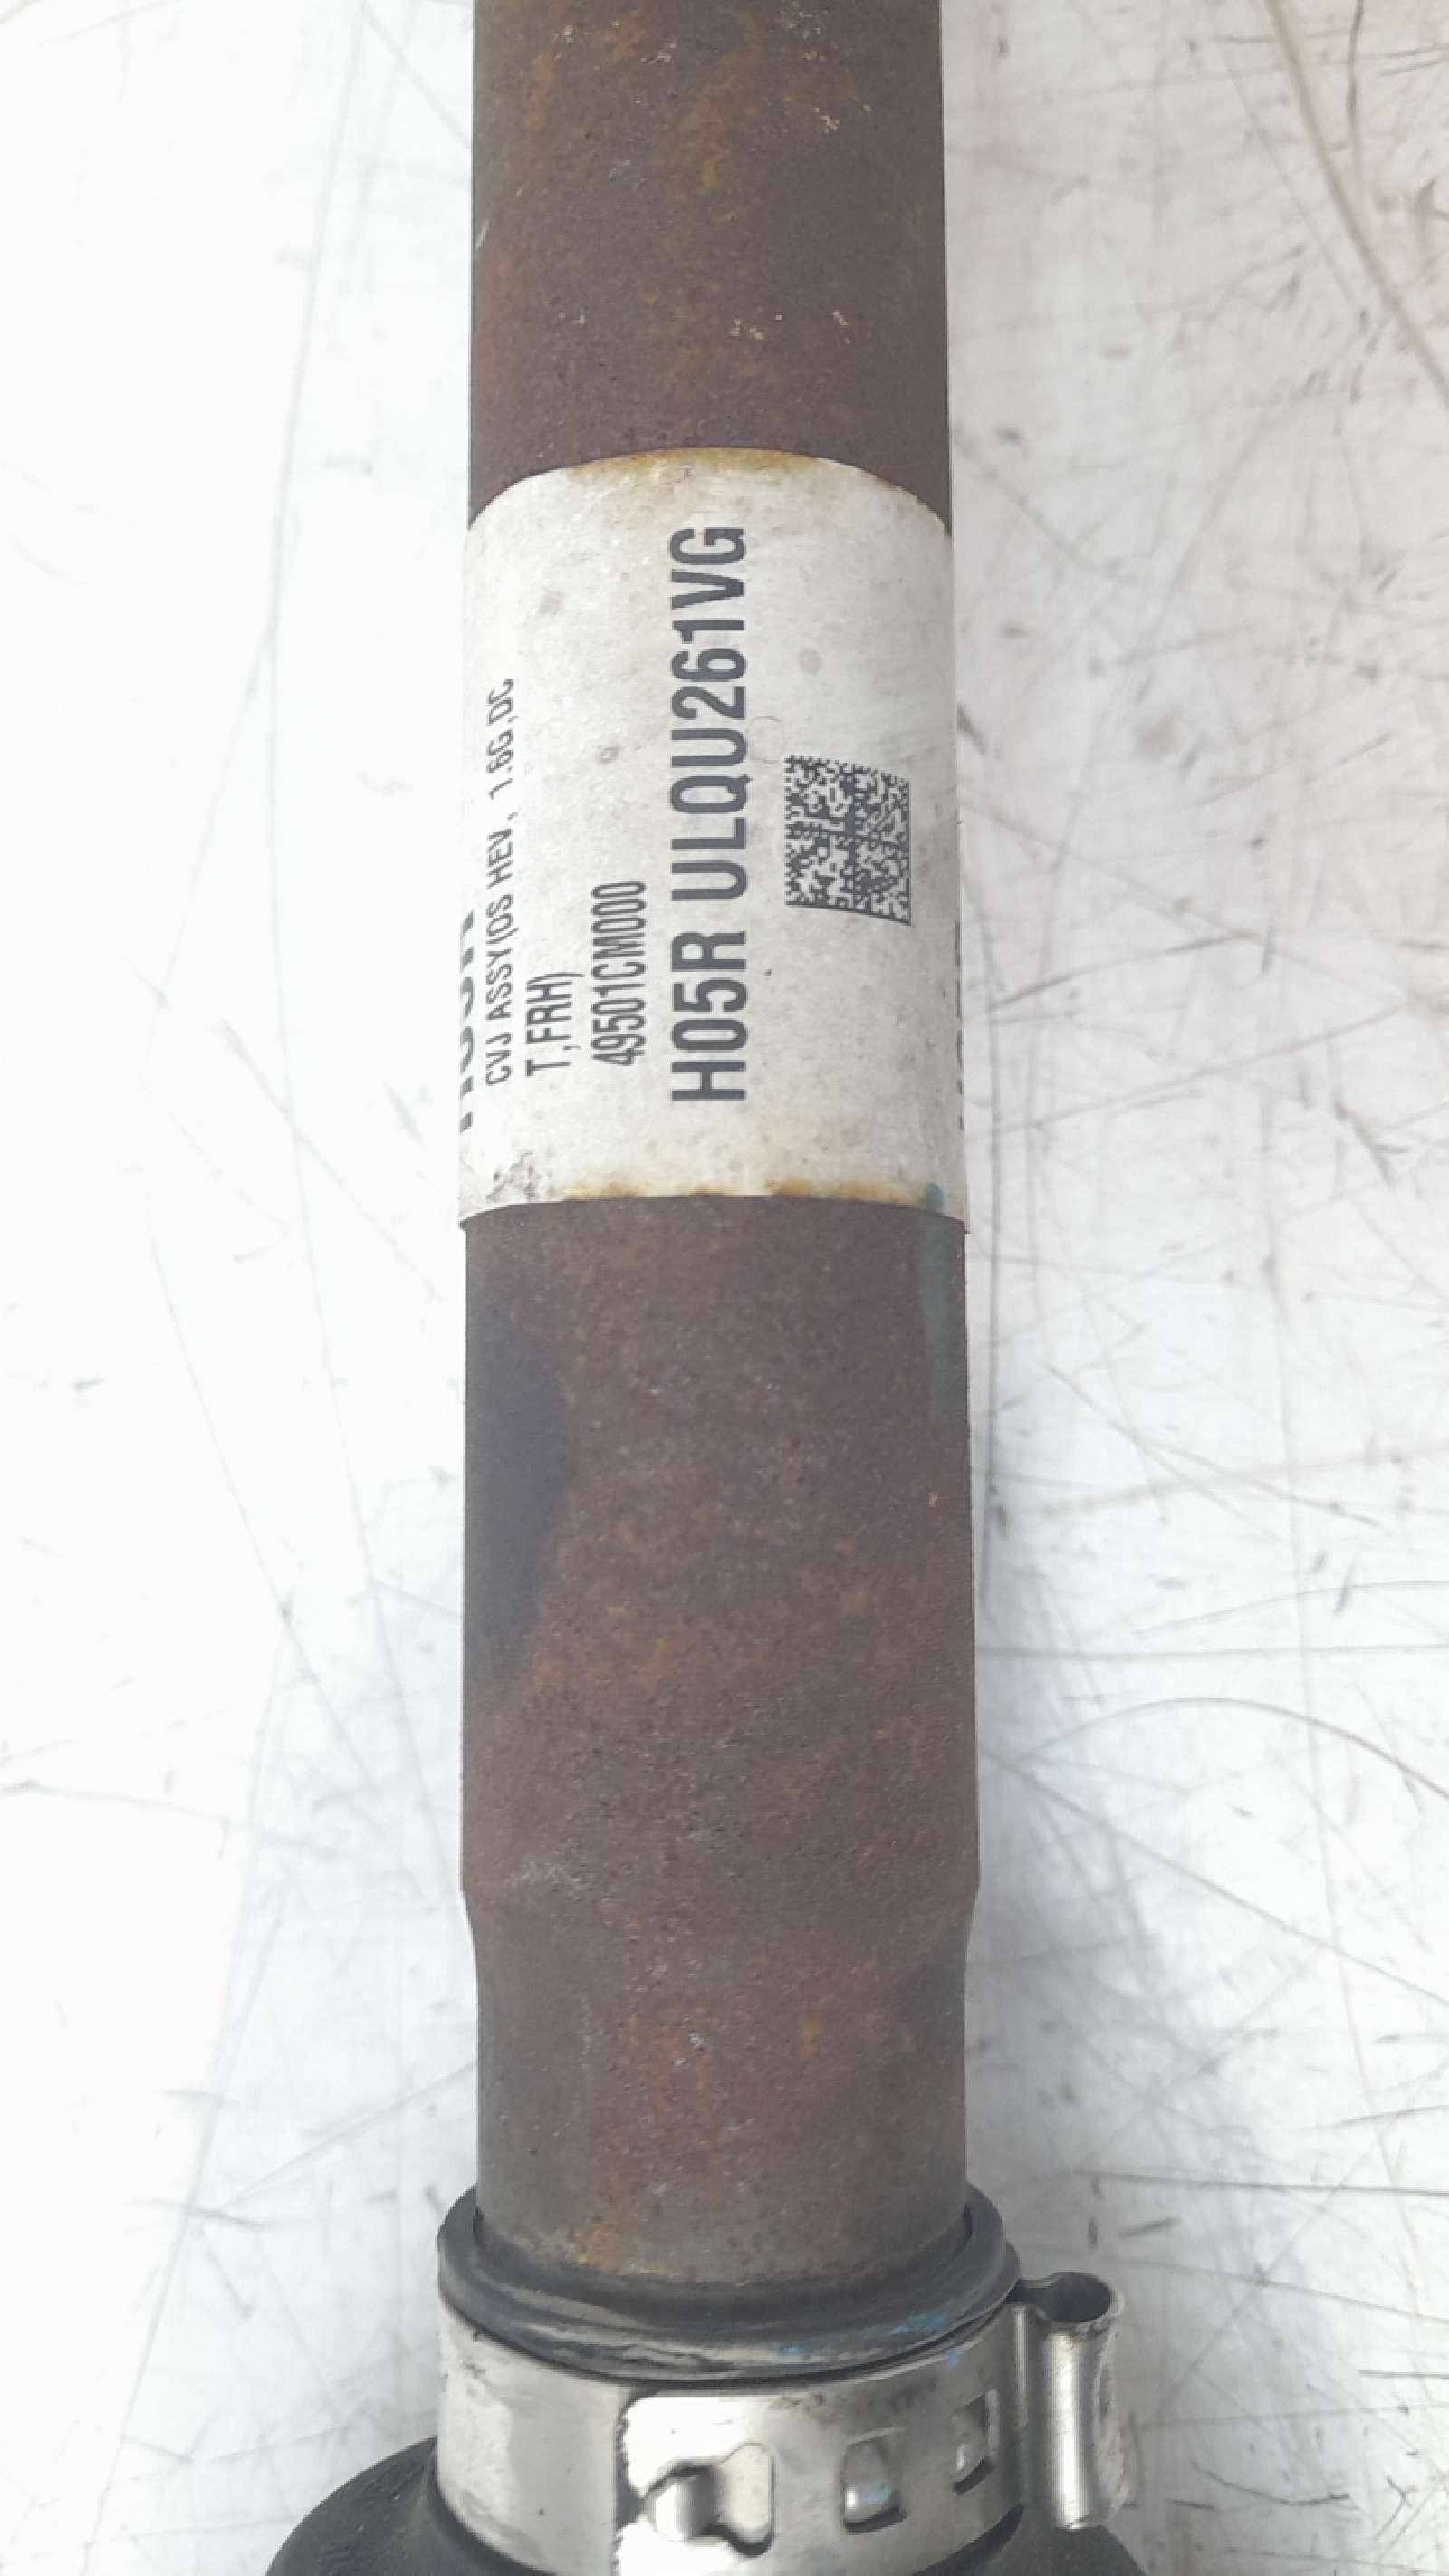 CVJ ASSY(OS HEV, 1.6G,DC
T,FRH)
49501CM000
H05R ULQU261VG